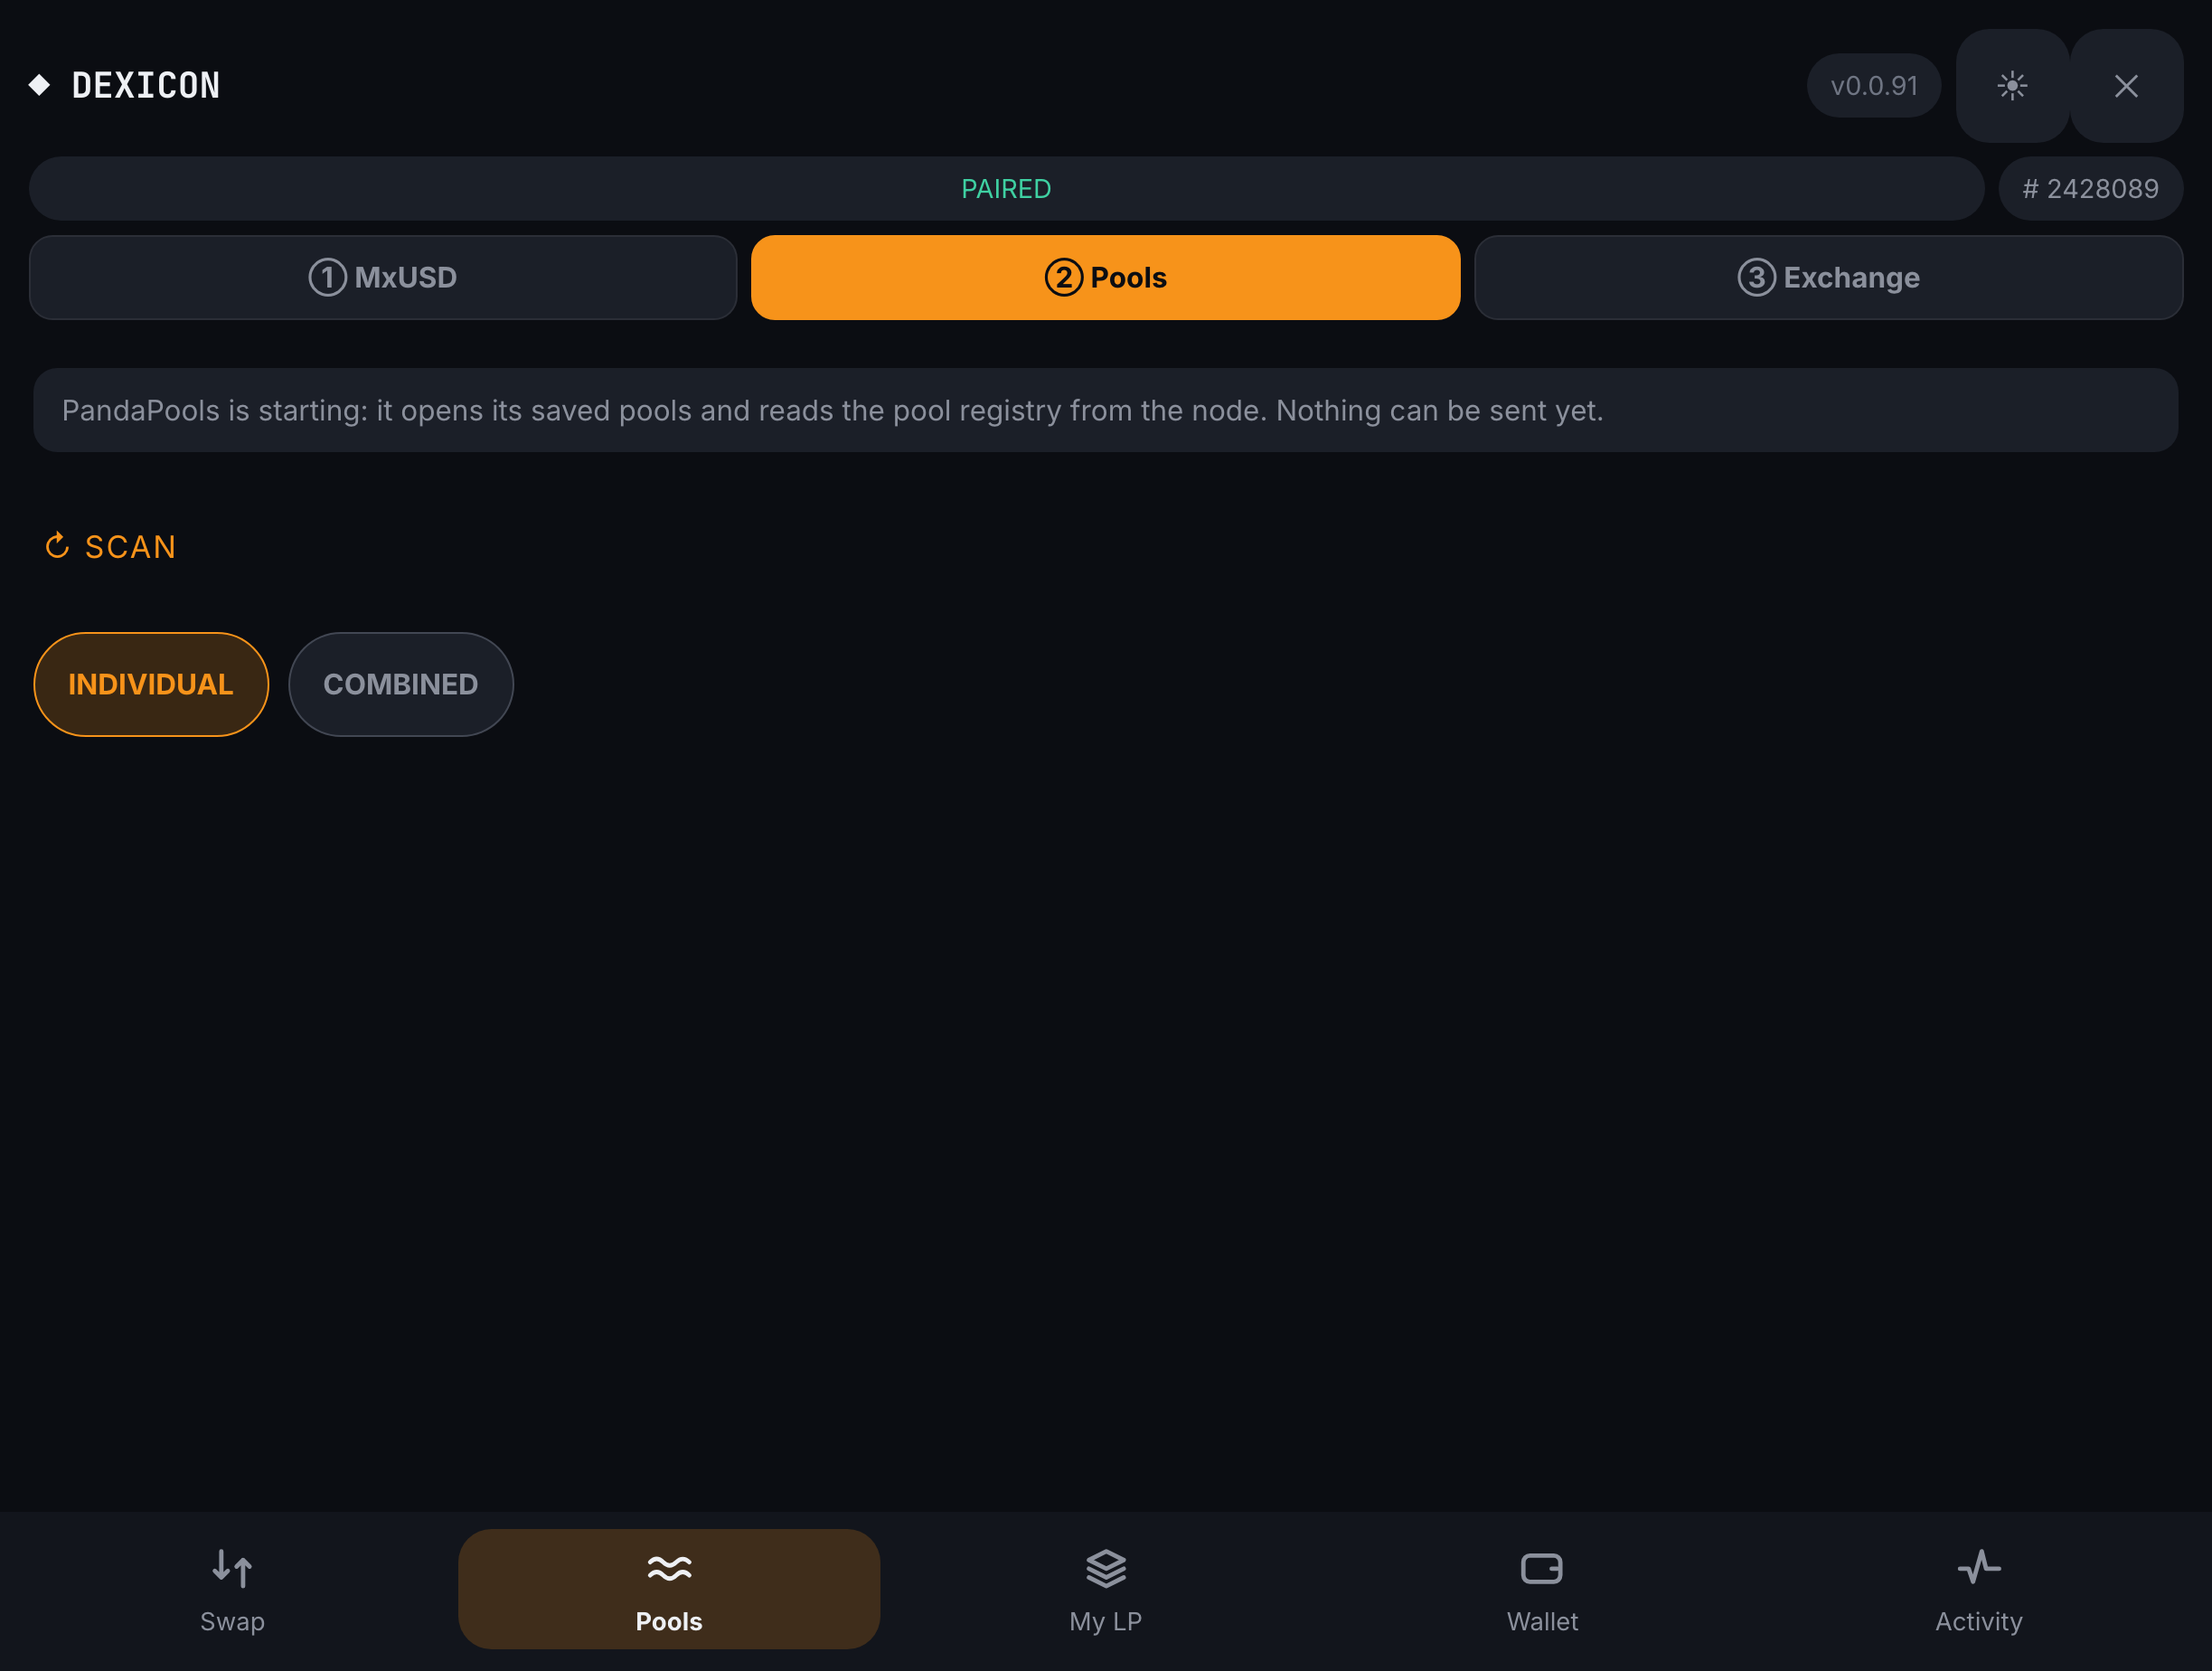 ◆ DEXICON
v0.0.91
PAIRED
# 2428089
① MxUSD
② Pools
③ Exchange
PandaPools is starting: it opens its saved pools and reads the pool registry from the node. Nothing can be sent yet.
↻ SCAN
INDIVIDUAL
COMBINED
Swap
Pools
My LP
Wallet
Activity